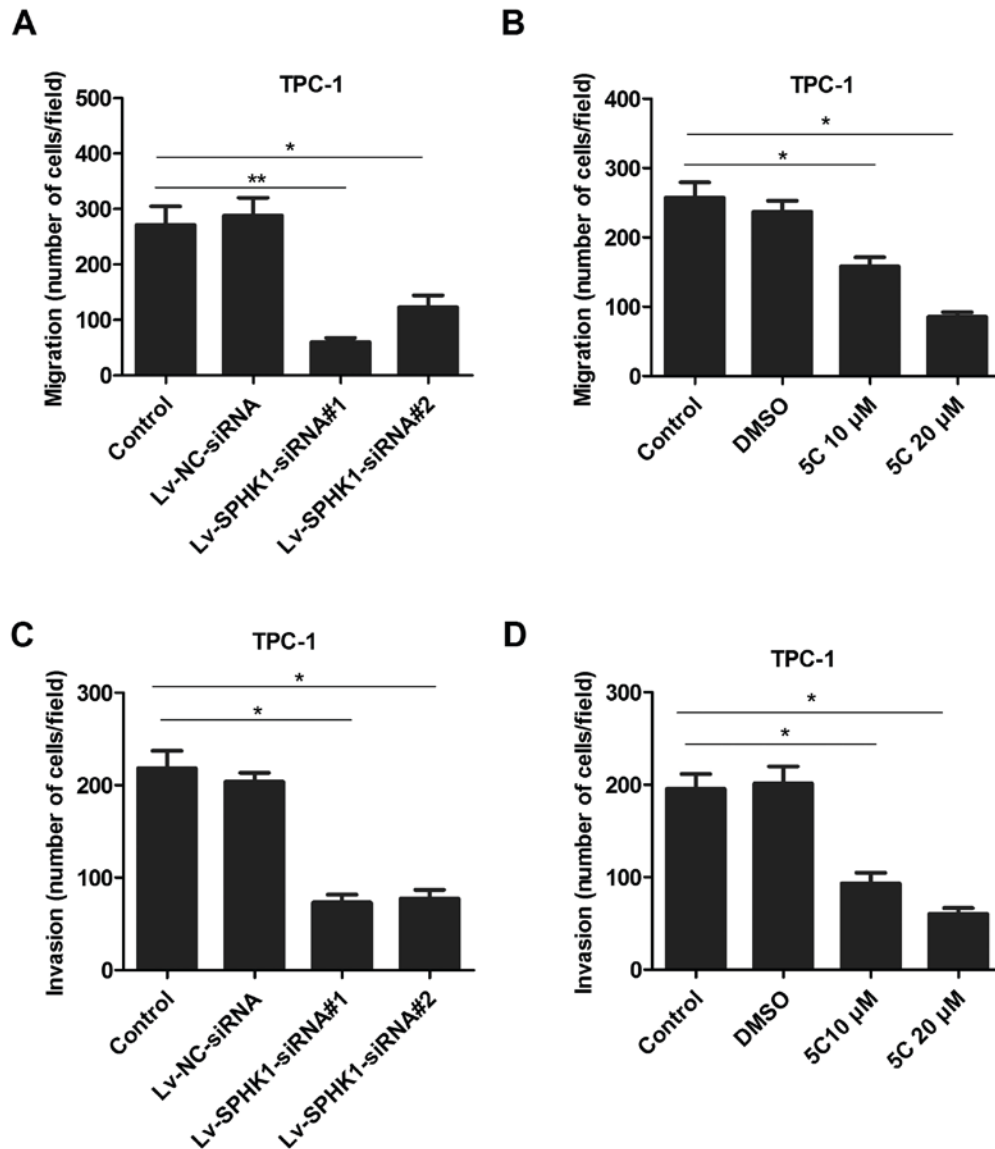 A
TPC-1
Migration (number of cells/field)
500
400
300
200
100
0
*
**
Control
Lv-NC-siRNA
Lv-SPHK1-siRNA#1
Lv-SPHK1-siRNA#2
B
TPC-1
Migration (number of cells/field)
400
300
200
100
0
*
*
Control
DMSO
5C 10 µM
5C 20 µM
C
TPC-1
Invasion (number of cells/field)
300
200
100
0
*
*
Control
Lv-NC-siRNA
Lv-SPHK1-siRNA#1
Lv-SPHK1-siRNA#2
D
TPC-1
Invasion (number of cells/field)
300
200
100
0
*
*
Control
DMSO
5C10 µM
5C 20 µM